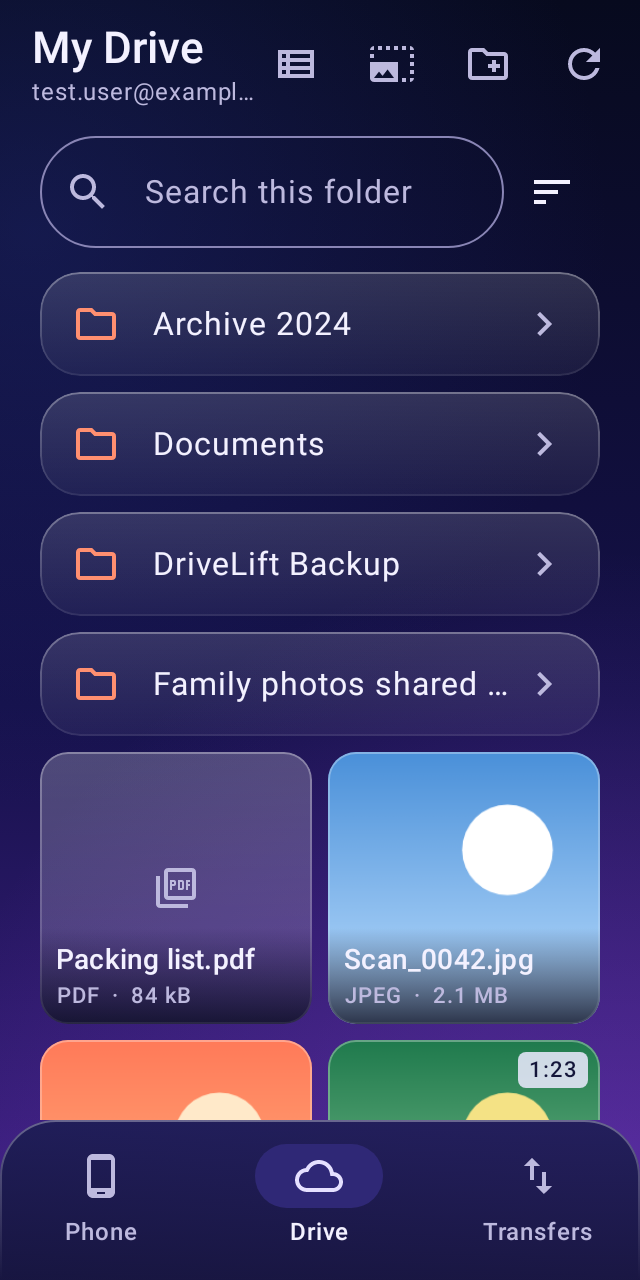 My Drive
test.user@exampl…
Search this folder
Archive 2024
Documents
DriveLift Backup
Family photos shared …
PDF
Packing list.pdf
PDF · 84 kB
Scan_0042.jpg
JPEG · 2.1 MB
1:23
Phone
Drive
Transfers